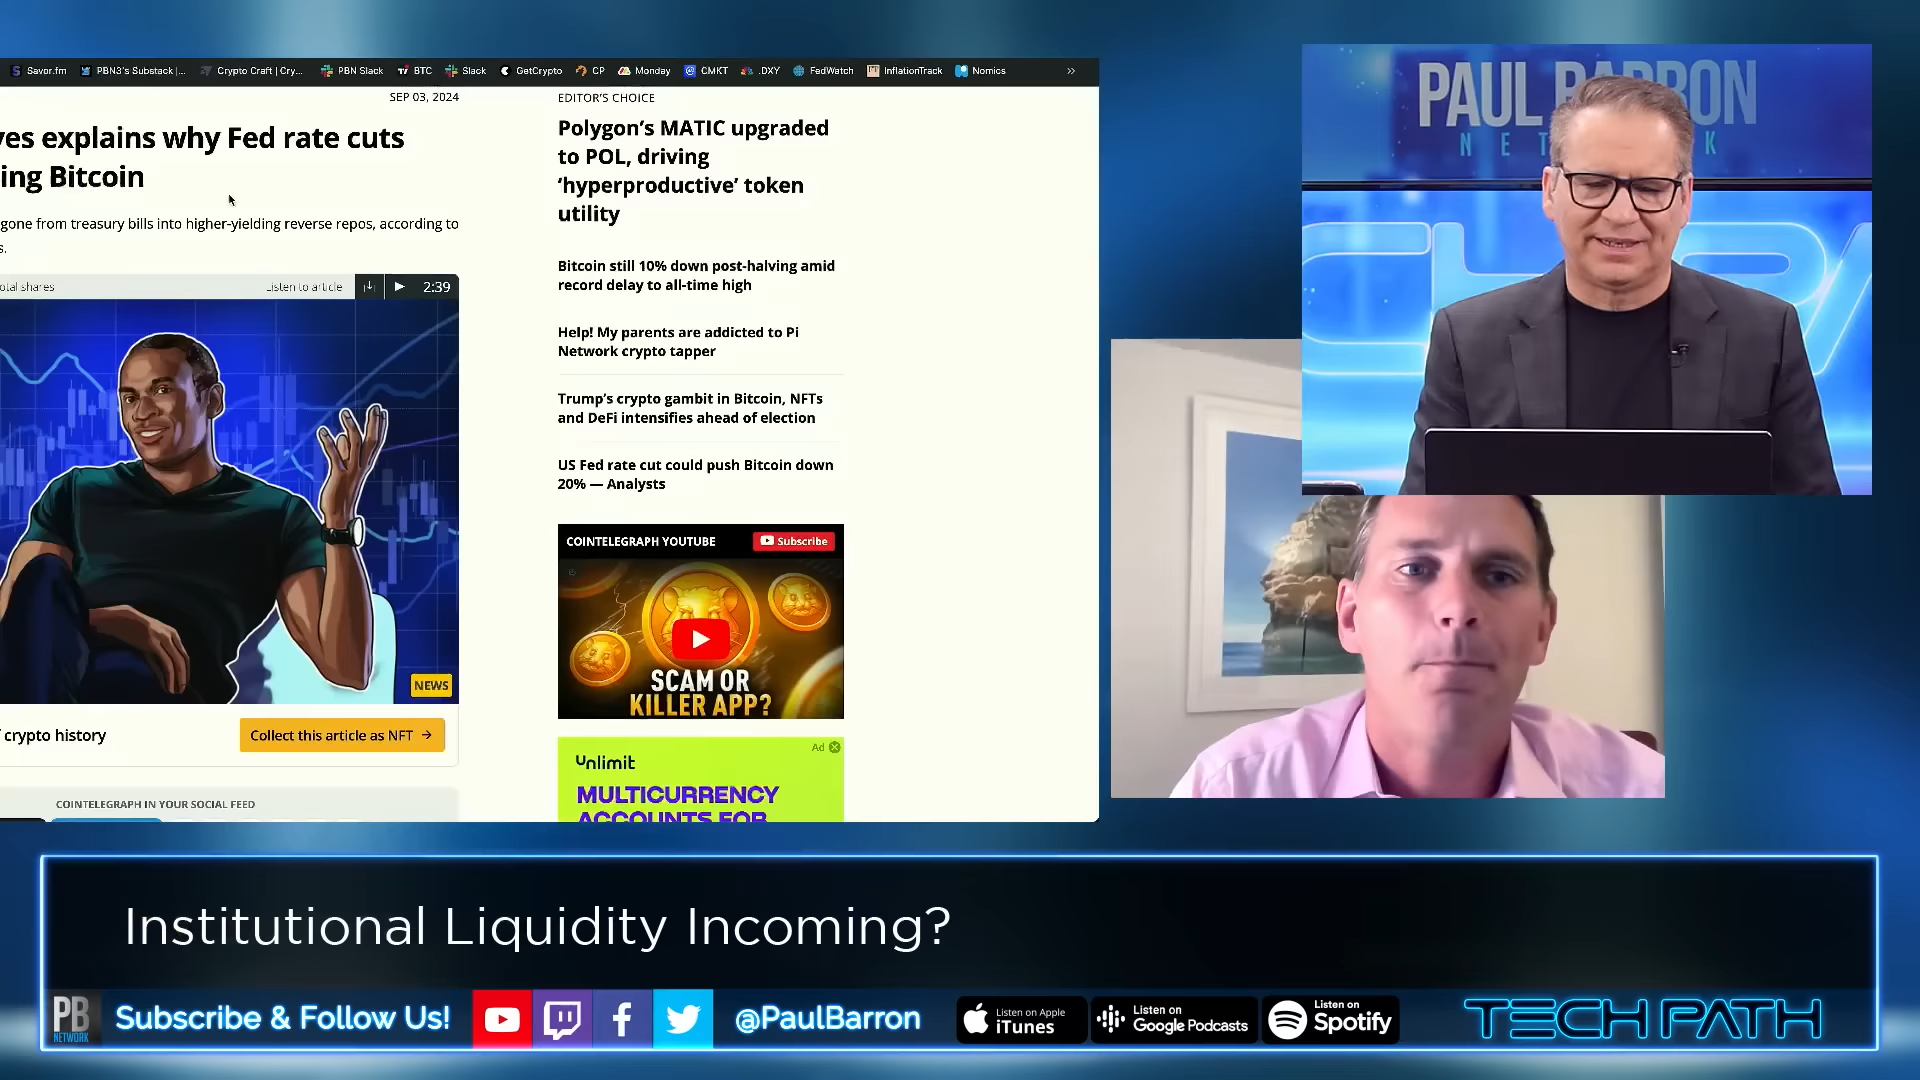 Savor.fm PBN3's Substack |... Crypto Craft | Cry... PBN Slack BTC Slack GetCrypto CP Monday CMKT .DXY FedWatch InflationTrack Nomics »
SEP 03, 2024
yes explains why Fed rate cuts
ing Bitcoin
gone from treasury bills into higher-yielding reverse repos, according to
s.
otal shares
Listen to article
2:39
NEWS
crypto history
Collect this article as NFT →
COINTELEGRAPH IN YOUR SOCIAL FEED
EDITOR'S CHOICE
Polygon's MATIC upgraded
to POL, driving
'hyperproductive' token
utility
Bitcoin still 10% down post-halving amid
record delay to all-time high
Help! My parents are addicted to Pi
Network crypto tapper
Trump's crypto gambit in Bitcoin, NFTs
and DeFi intensifies ahead of election
US Fed rate cut could push Bitcoin down
20% — Analysts
COINTELEGRAPH YOUTUBE
Subscribe
SCAM OR
KILLER APP?
Ad
Unlimit
MULTICURRENCY
ACCOUNTS FOR
PAUL BARRON
Institutional Liquidity Incoming?
PB
NETWORK
Subscribe & Follow Us!
@PaulBarron
Listen on Apple
iTunes
Listen on
Google Podcasts
Listen on
Spotify
TECH PATH